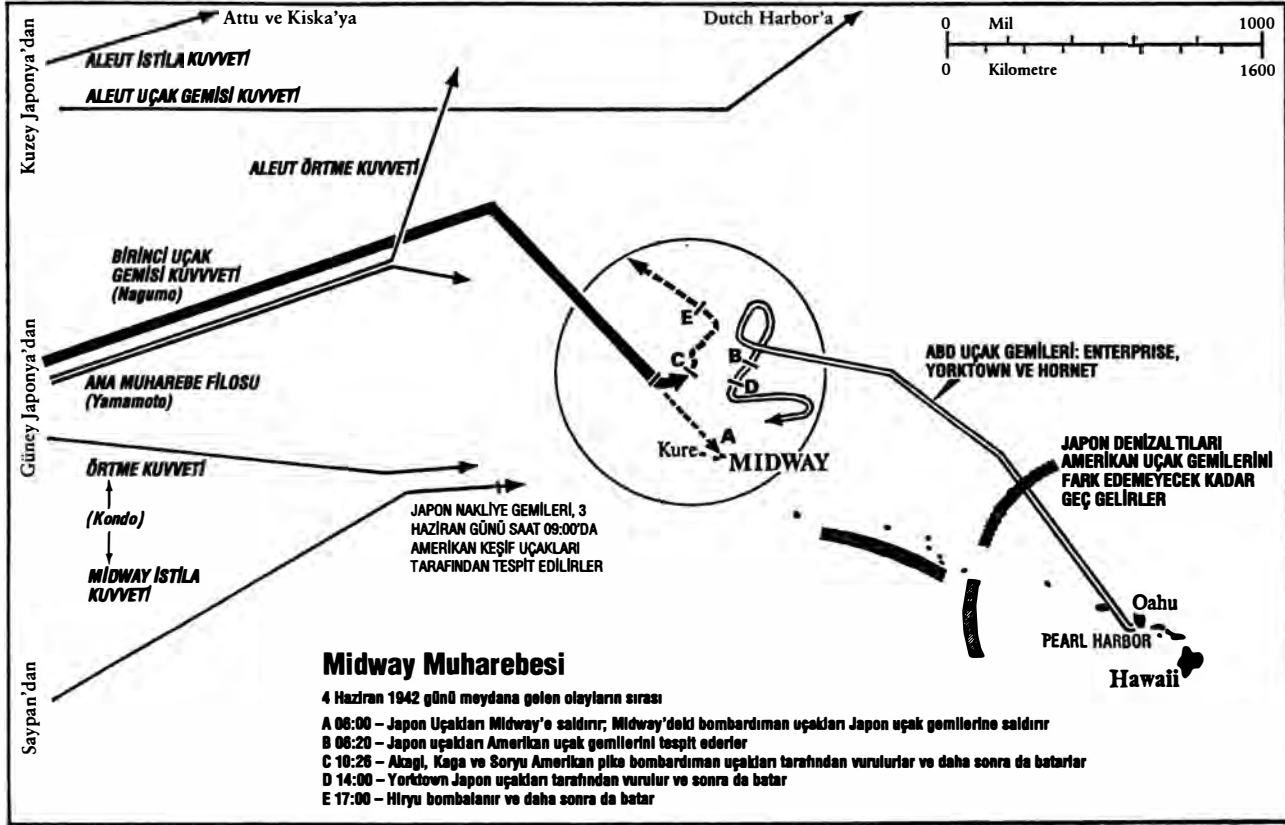 Attu ve Kiska'ya
Dutch Harbor'a
0 Mil 1000
0 Kilometre 1600
Kuzey Japonya'dan
ALEUT İSTİLA KUVVETİ
ALEUT UÇAK GEMİSİ KUVVETİ
ALEUT ÖRTME KUVVETİ
BİRİNCİ UÇAK
GEMİSİ KUVVVETİ
(Nagumo)
Güney Japonya'dan
ANA MUHAREBE FİLOSU
(Yamamoto)
ÖRTME KUVVETİ
(Kondo)
MIDWAY İSTİLA
KUVVETİ
Saypan'dan
JAPON NAKLİYE GEMİLERİ, 3
HAZİRAN GÜNÜ SAAT 09:00'DA
AMERİKAN KEŞİF UÇAKLARI
TARAFINDAN TESPİT EDİLİRLER
E
C
B
D
A
Kure
MIDWAY
ABD UÇAK GEMİLERİ: ENTERPRISE,
YORKTOWN VE HORNET
JAPON DENİZALTILARI
AMERİKAN UÇAK GEMİLERİNİ
FARK EDEMEYECEK KADAR
GEÇ GELİRLER
Oahu
PEARL HARBOR
Hawaii
Midway Muharebesi
4 Haziran 1942 günü meydana gelen olayların sırası
A 06:00 – Japon Uçakları Midway'e saldırır; Midway'deki bombardıman uçakları Japon uçak gemilerine saldırır
B 08:20 – Japon uçakları Amerikan uçak gemilerini tespit ederler
C 10:26 – Akagi, Kaga ve Soryu Amerikan pike bombardıman uçakları tarafından vurulurlar ve daha sonra da batarlar
D 14:00 – Yorktown Japon uçakları tarafından vurulur ve sonra da batar
E 17:00 – Hiryu bombalanır ve daha sonra da batar